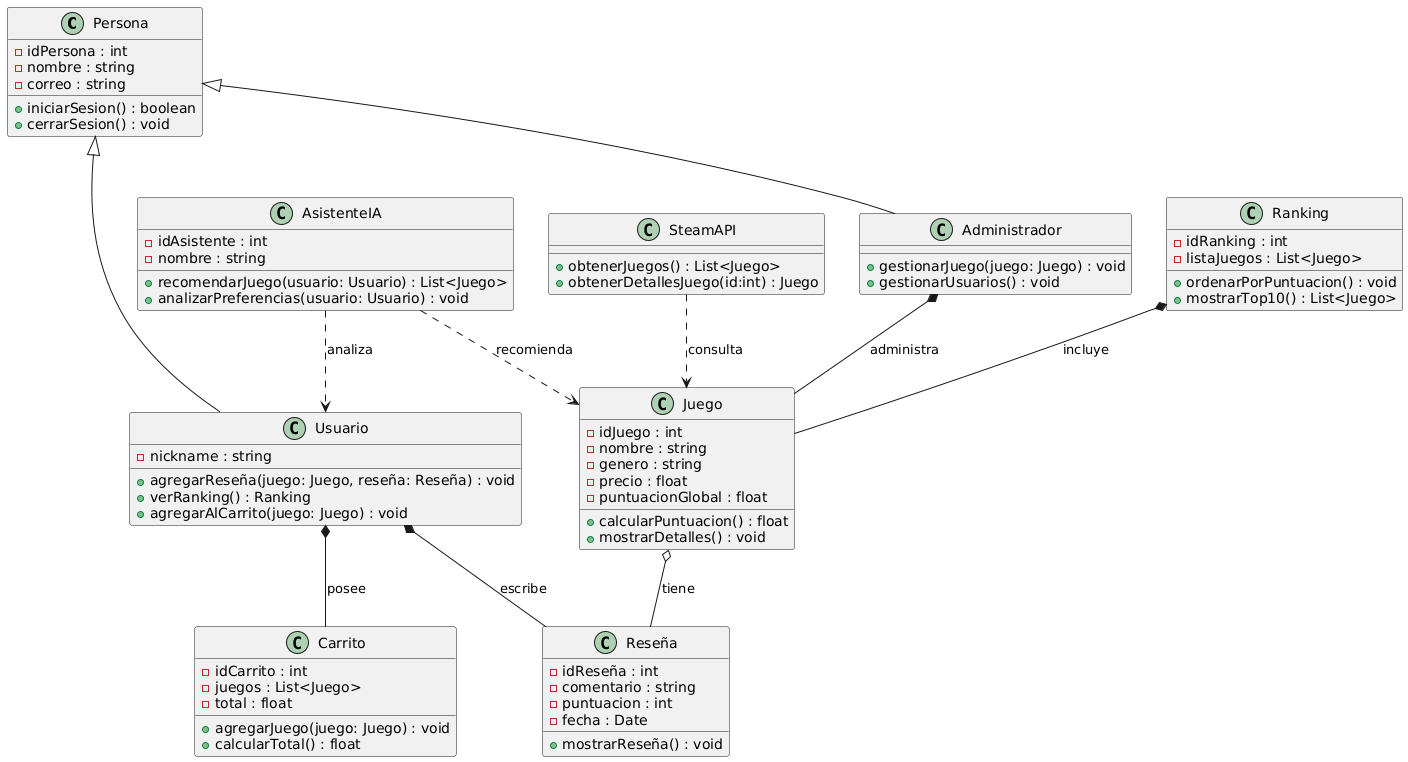 C Persona
idPersona : int
nombre : string
correo : string
iniciarSesion() : boolean
cerrarSesion() : void
C AsistenteIA
idAsistente : int
nombre : string
recomendarJuego(usuario: Usuario) : List<Juego>
analizarPreferencias(usuario: Usuario) : void
C SteamAPI
obtenerJuegos() : List<Juego>
obtenerDetallesJuego(id:int) : Juego
C Administrador
gestionarJuego(juego: Juego) : void
gestionarUsuarios() : void
C Ranking
idRanking : int
listaJuegos : List<Juego>
ordenarPorPuntuacion() : void
mostrarTop10() : List<Juego>
analiza
recomienda
consulta
administra
incluye
C Usuario
nickname : string
agregarReseña(juego: Juego, reseña: Reseña) : void
verRanking() : Ranking
agregarAlCarrito(juego: Juego) : void
C Juego
idJuego : int
nombre : string
genero : string
precio : float
puntuacionGlobal : float
calcularPuntuacion() : float
mostrarDetalles() : void
posee
escribe
tiene
C Carrito
idCarrito : int
juegos : List<Juego>
total : float
agregarJuego(juego: Juego) : void
calcularTotal() : float
C Reseña
idReseña : int
comentario : string
puntuacion : int
fecha : Date
mostrarReseña() : void